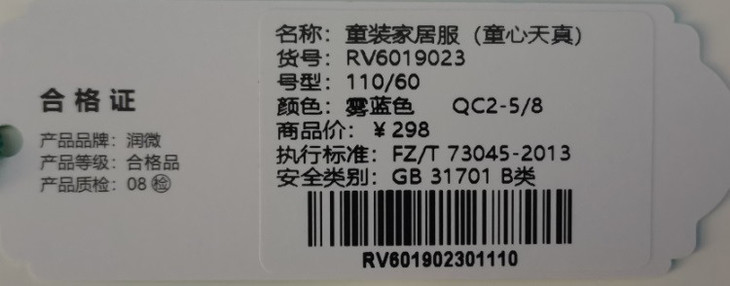 合格证
产品品牌：润微
产品等级：合格品
产品质检：08 检
名称：童装家居服（童心天真）
货号：RV6019023
号型：110/60
颜色：雾蓝色 QC2-5/8
商品价：￥298
执行标准：FZ/T 73045-2013
安全类别：GB 31701 B类
RV601902301110